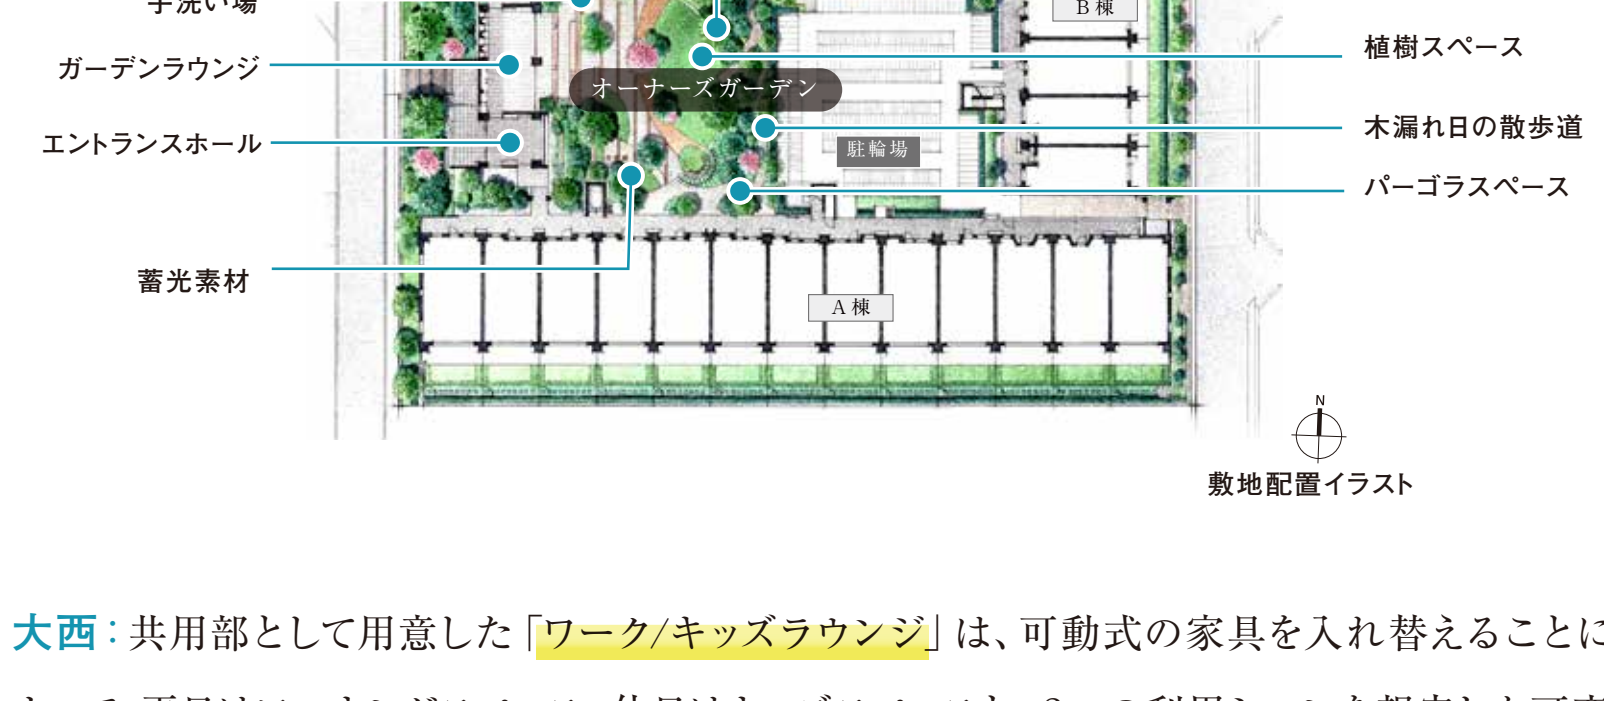 手洗い場
B棟
ガーデンラウンジ
植樹スペース
オーナーズガーデン
エントランスホール
木漏れ日の散歩道
駐輪場
パーゴラスペース
蓄光素材
A棟
N
敷地配置イラスト
大西：共用部として用意した「ワーク/キッズラウンジ」は、可動式の家具を入れ替えることに